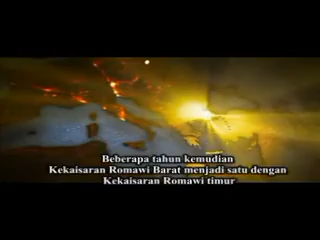 Beberapa tahun kemudian
Kekaisaran Romawi Barat menjadi satu dengan
Kekaisaran Romawi timur